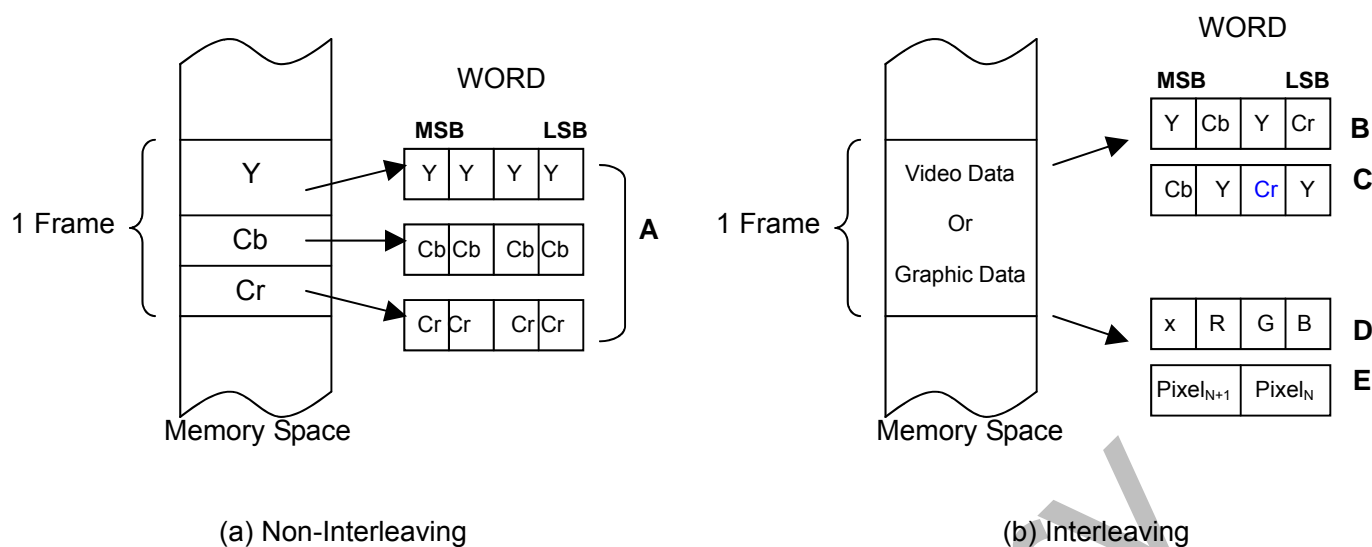 WORD
MSB LSB
Y Y Y Y
Y
1 Frame
Cb
Cb Cb Cb Cb
A
Cr
Cr Cr Cr Cr
Memory Space
(a) Non-Interleaving
WORD
MSB LSB
Y Cb Y Cr B
Cb Y Cr Y C
Video Data
Or
Graphic Data
1 Frame
x R G B D
PixelN+1 PixelN E
Memory Space
(b) Interleaving